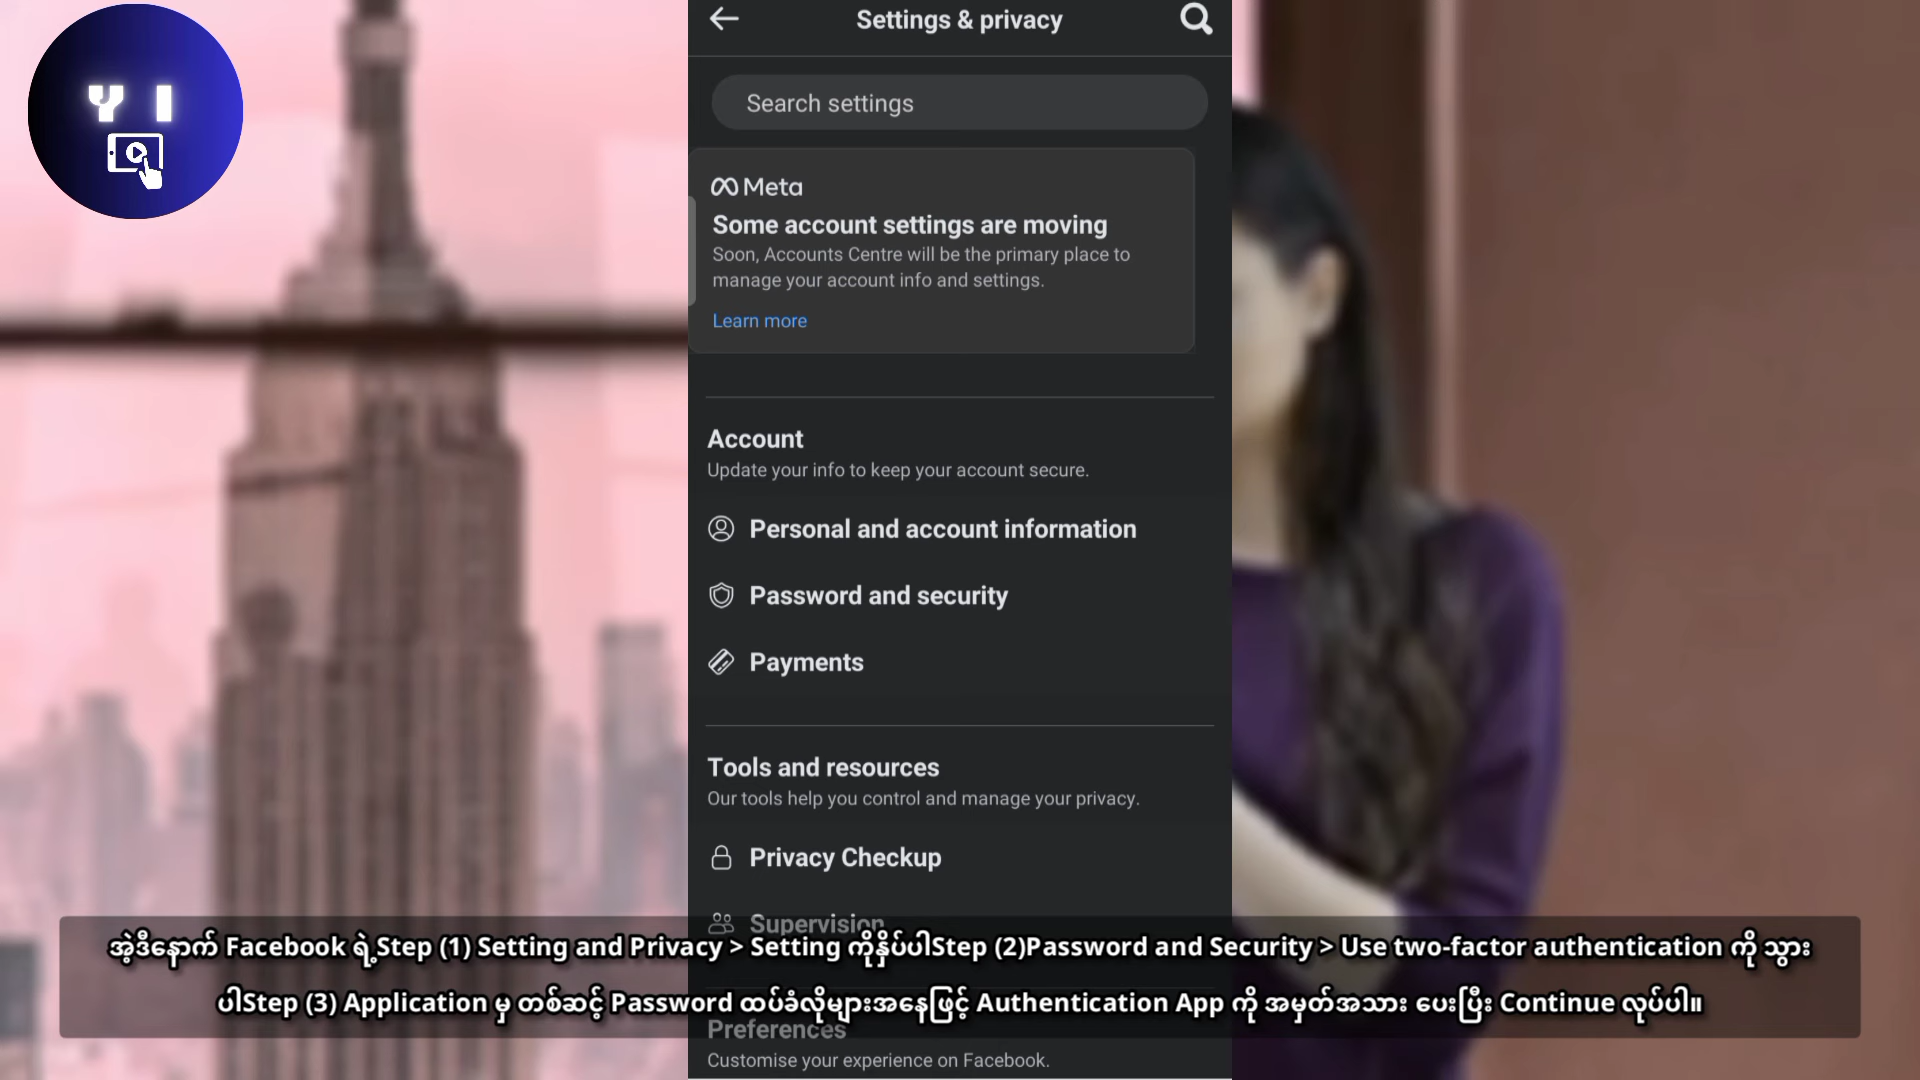 Y I
Settings & privacy
Search settings
Meta
Some account settings are moving
Soon, Accounts Centre will be the primary place to
manage your account info and settings.
Learn more
Account
Update your info to keep your account secure.
Personal and account information
Password and security
Payments
Tools and resources
Our tools help you control and manage your privacy.
Privacy Checkup
Supervision
အဲ့ဒီနောက် Facebook ရဲ့Step (1) Setting and Privacy > Setting ကိုနှိပ်ပါStep (2)Password and Security > Use two-factor authentication ကို သွား
ပါStep (3) Application မှ တစ်ဆင့် Password ထပ်ခံလိုများအနေဖြင့် Authentication App ကို အမှတ်အသား ပေးပြီး Continue လုပ်ပါ။
Preferences
Customise your experience on Facebook.